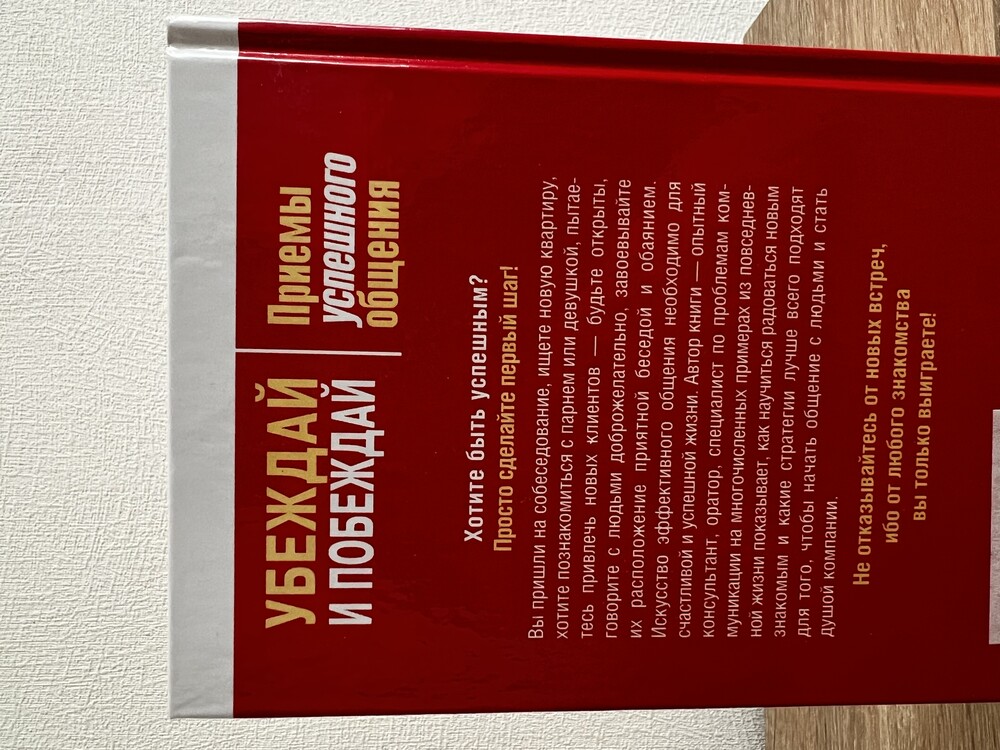 УБЕЖДАЙ
И ПОБЕЖДАЙ
Приемы
успешного
общения
Хотите быть успешным?
Просто сделайте первый шаг!
Вы пришли на собеседование, ищете новую квартиру,
хотите познакомиться с парнем или девушкой, пытае-
тесь привлечь новых клиентов — будьте открыты,
говорите с людьми доброжелательно, завоевывайте
их расположение приятной беседой и обаянием.
Искусство эффективного общения необходимо для
счастливой и успешной жизни. Автор книги — опытный
консультант, оратор, специалист по проблемам ком-
муникации на многочисленных примерах из повседнев-
ной жизни показывает, как научиться радоваться новым
знакомым и какие стратегии лучше всего подходят
для того, чтобы начать общение с людьми и стать
душой компании.
Не отказывайтесь от новых встреч,
ибо от любого знакомства
вы только выиграете!